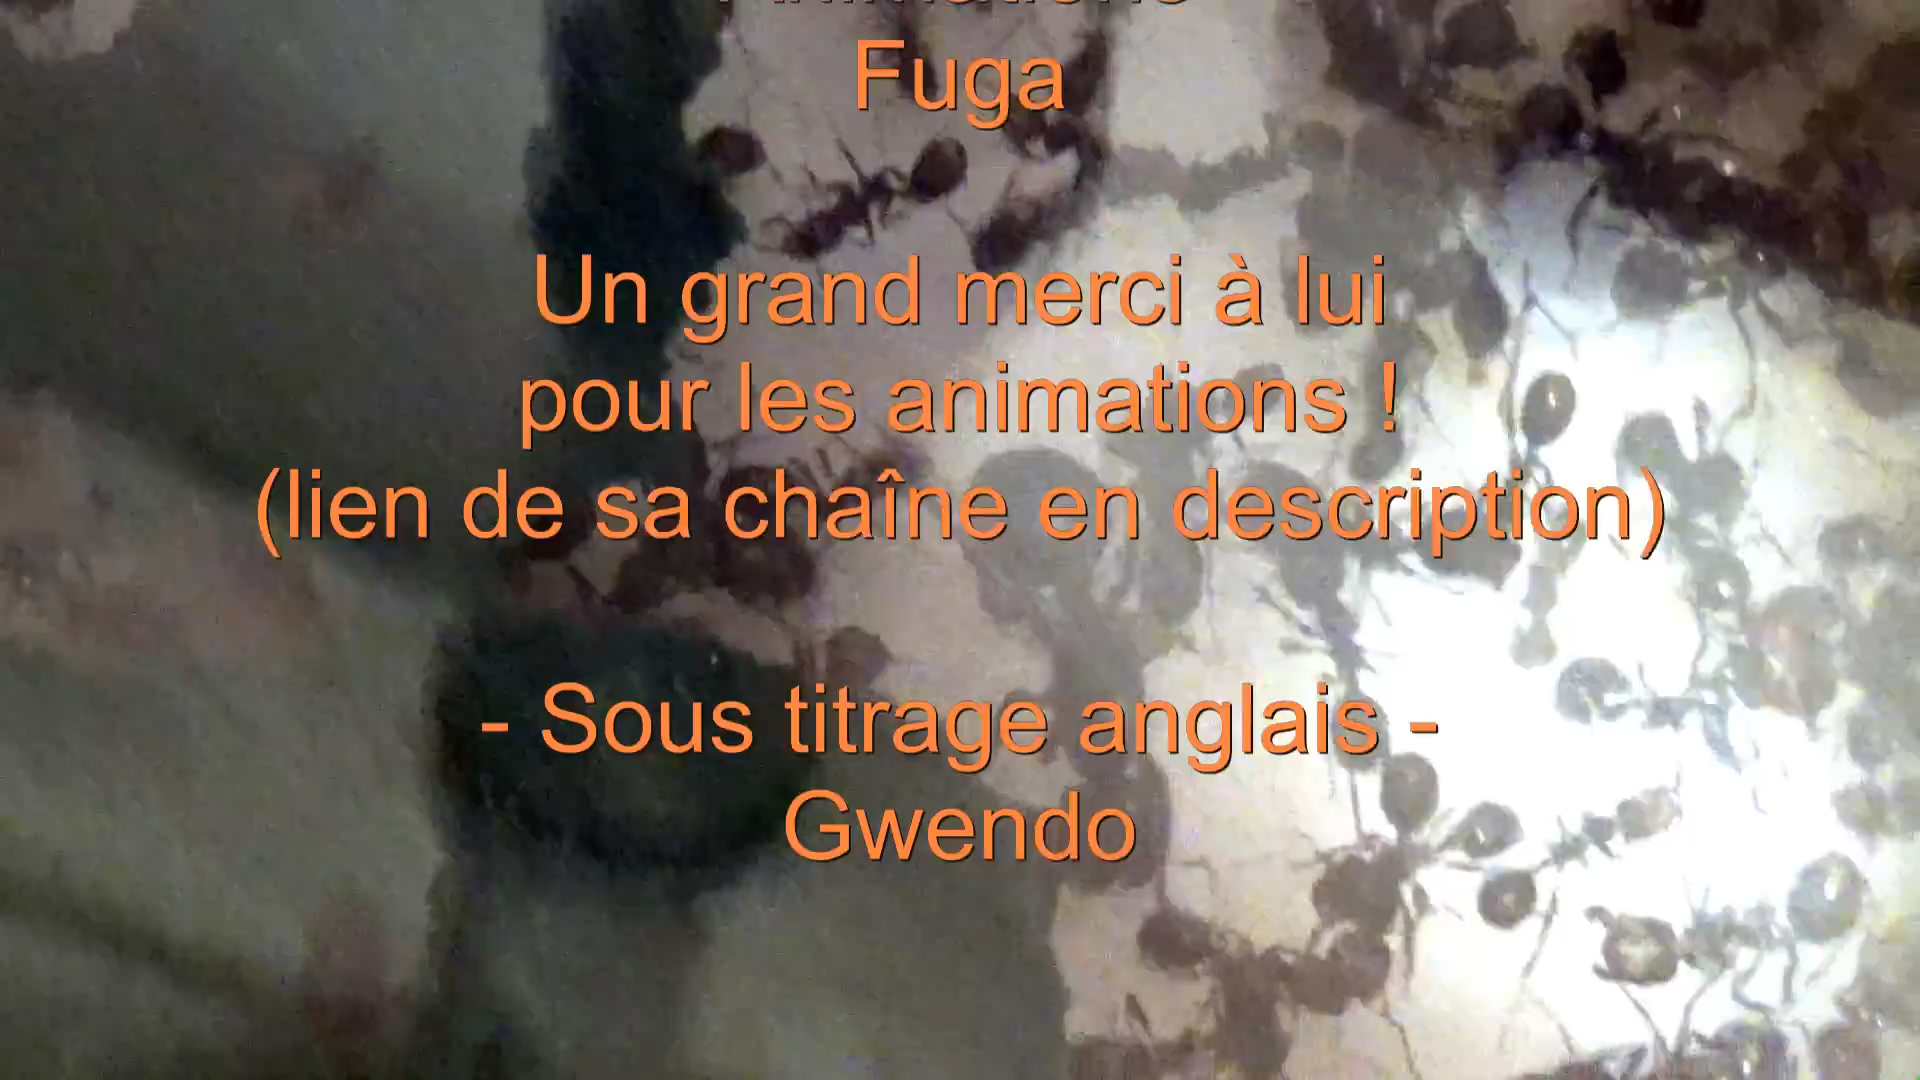 Fuga
Un grand merci à lui
pour les animations !
(lien de sa chaîne en description)
- Sous titrage anglais -
Gwendo